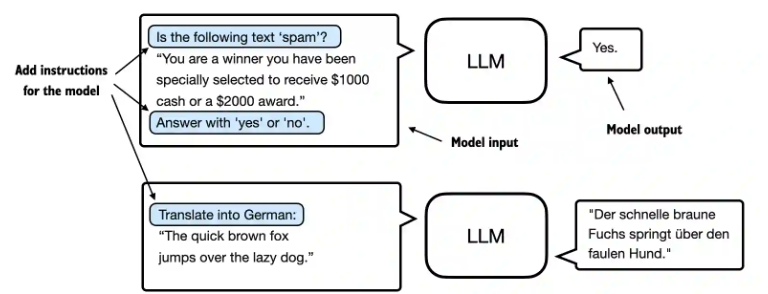 Is the following text ‘spam’?
“You are a winner you have been
specially selected to receive $1000
cash or a $2000 award.”
Answer with 'yes' or 'no'.
Add instructions
for the model
LLM
Yes.
Model input
Model output
Translate into German:
“The quick brown fox
jumps over the lazy dog.”
LLM
"Der schnelle braune
Fuchs springt über den
faulen Hund."